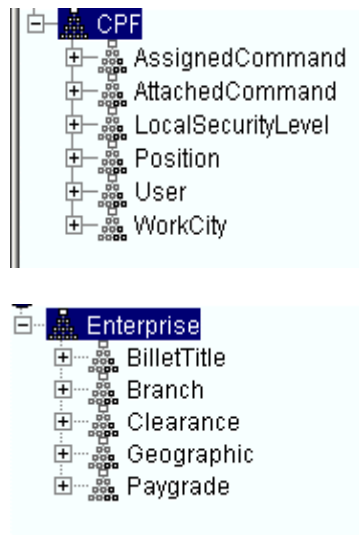 CPF
AssignedCommand
AttachedCommand
LocalSecurityLevel
Position
User
WorkCity
Enterprise
BilletTitle
Branch
Clearance
Geographic
Paygrade